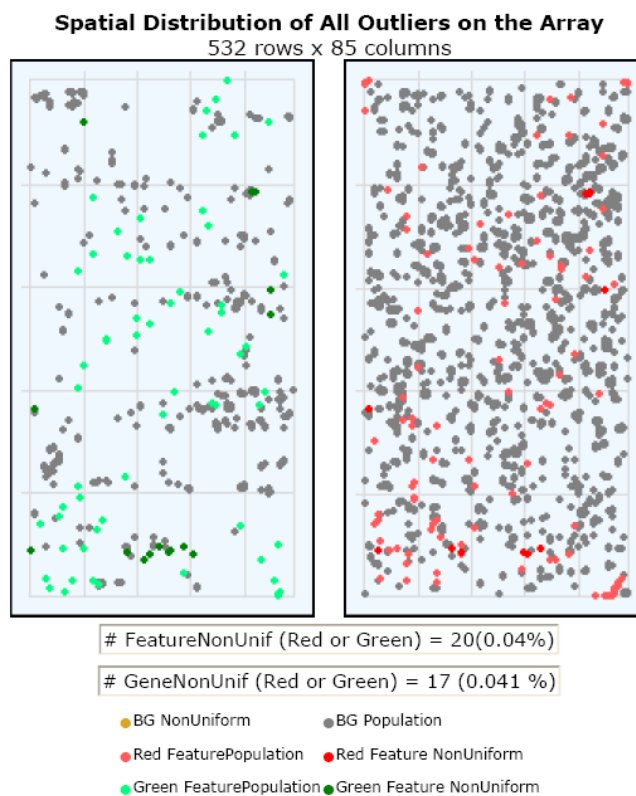 Spatial Distribution of All Outliers on the Array
532 rows x 85 columns
# FeatureNonUnif (Red or Green) = 20(0.04%)
# GeneNonUnif (Red or Green) = 17 (0.041 %)
BG NonUniform BG Population
Red FeaturePopulation Red Feature NonUniform
Green FeaturePopulation Green Feature NonUniform